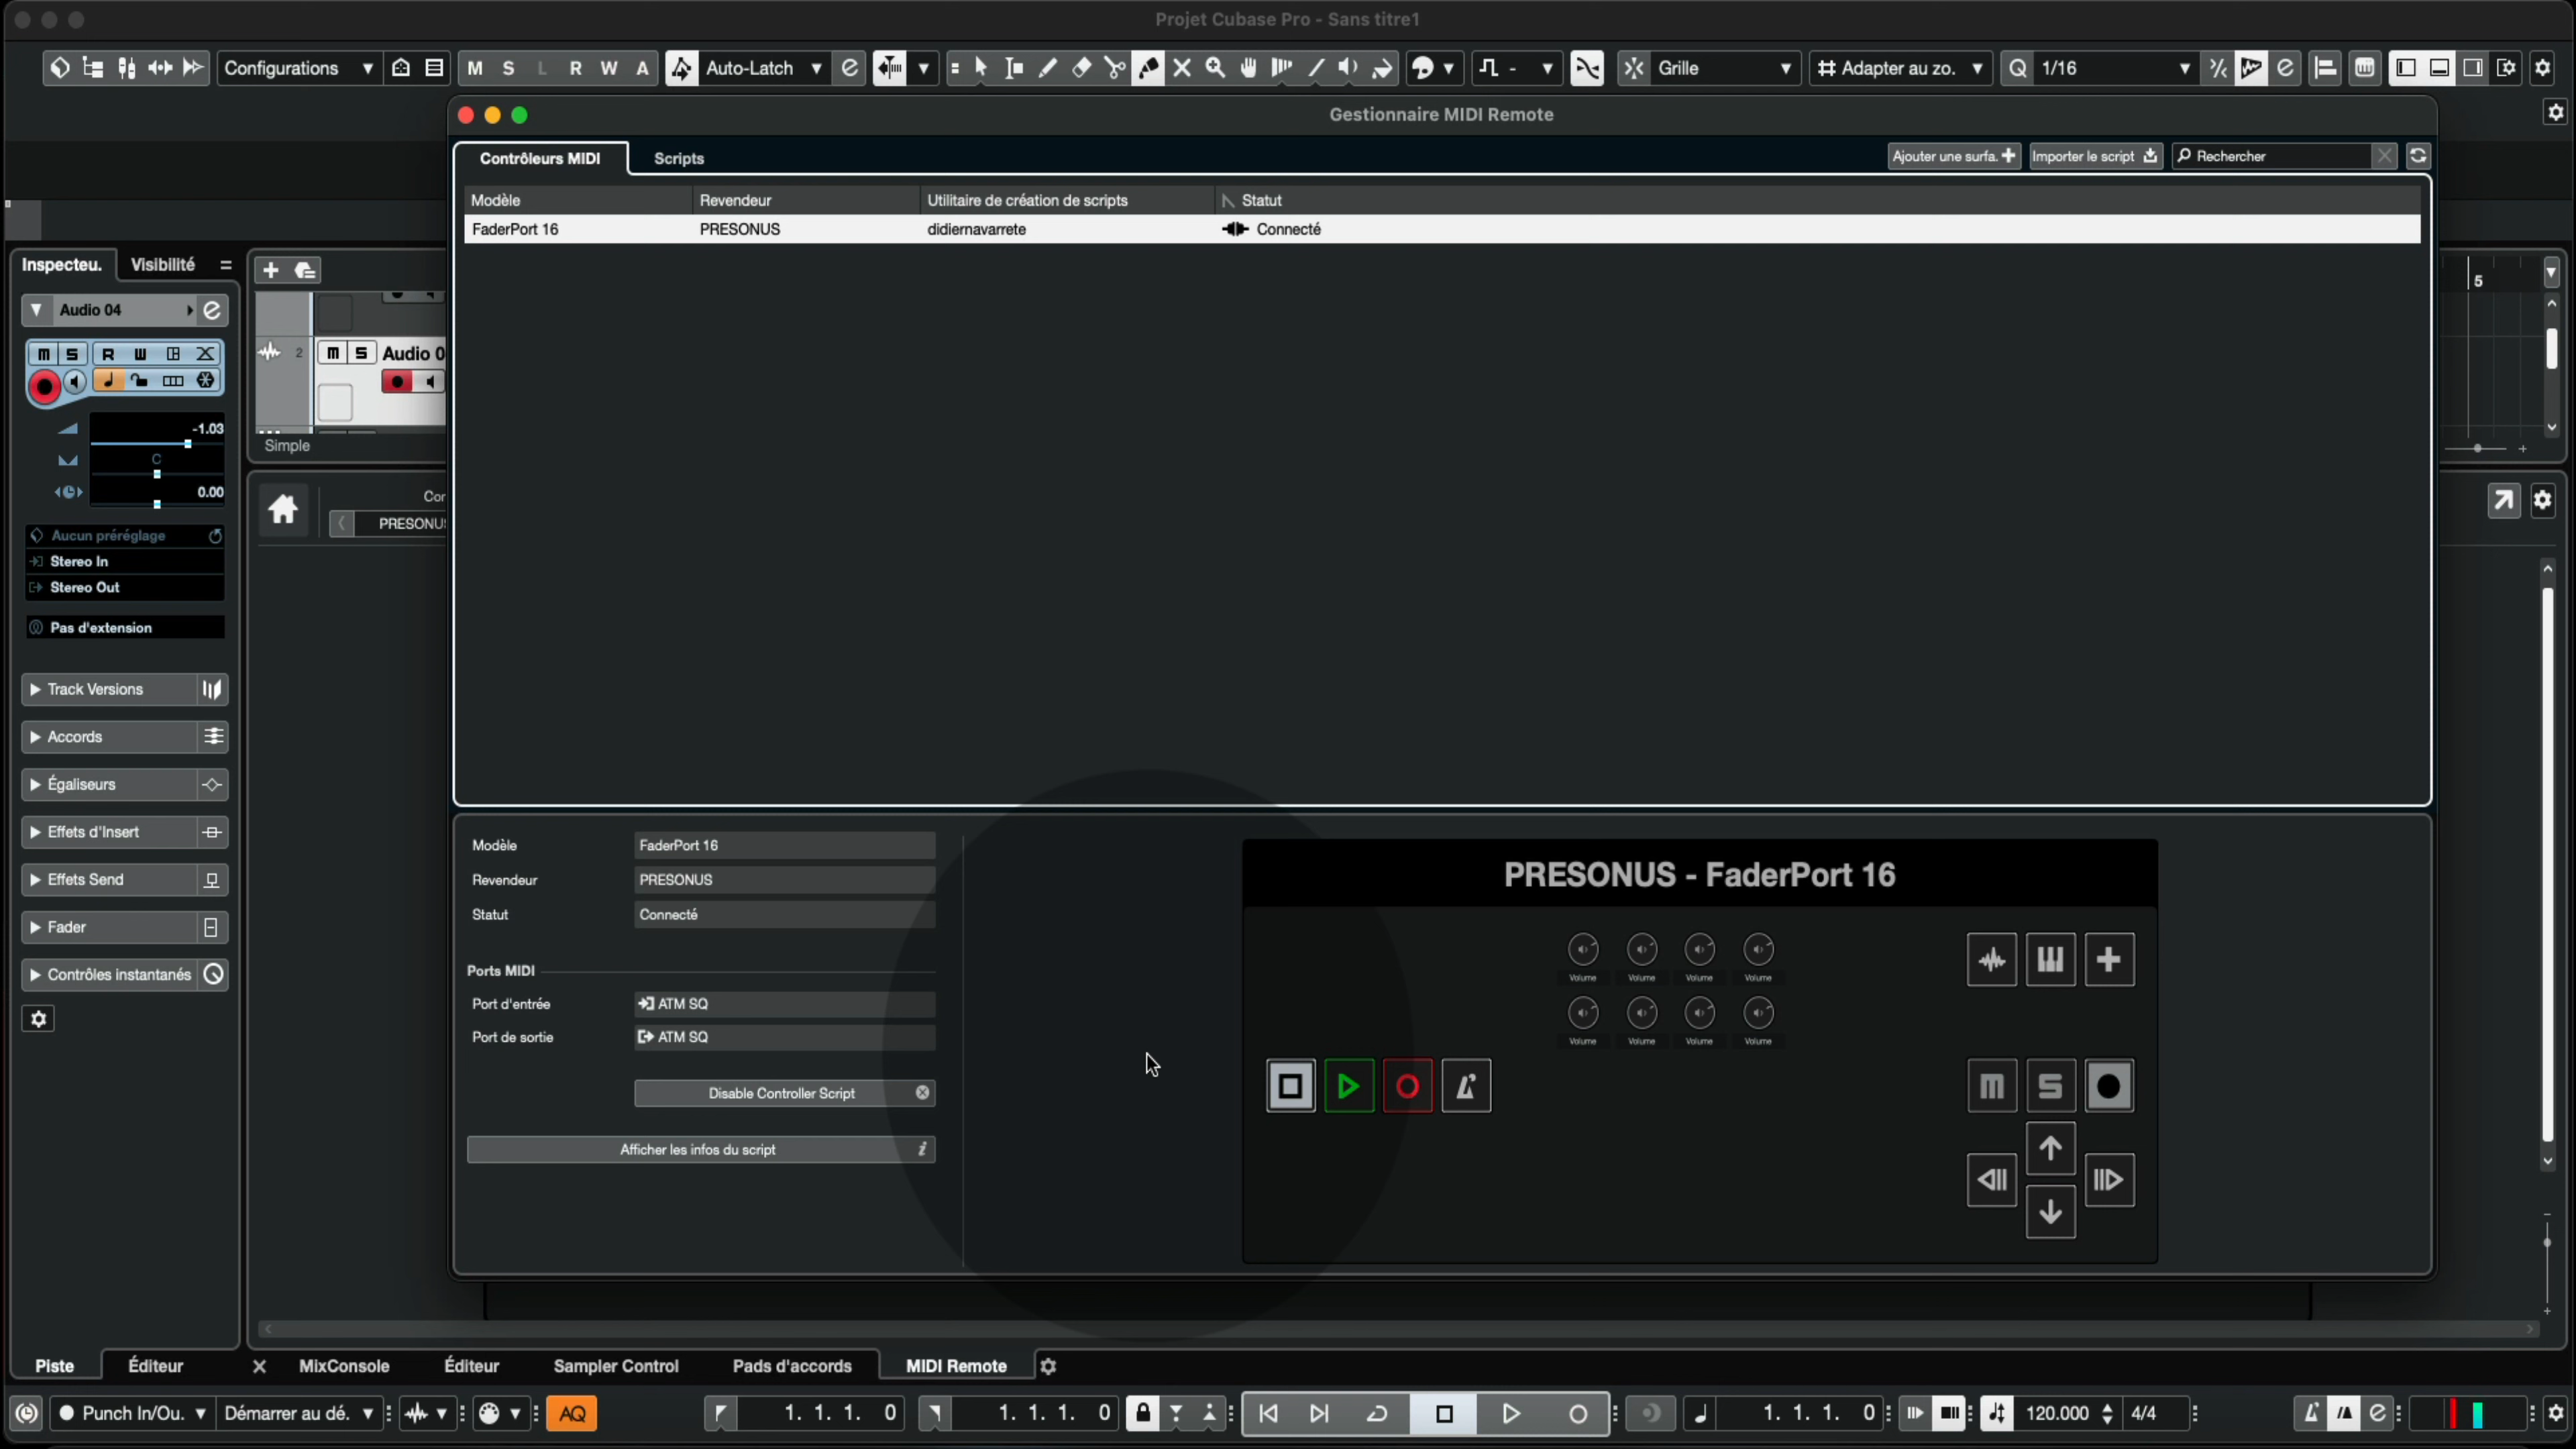 Projet Cubase Pro - Sans titre1
Configurations
M S L R W A
Auto-Latch
Grille
Adapter au zo.
Q 1/16
Gestionnaire MIDI Remote
Contrôleurs MIDI
Scripts
Ajouter une surfa.
Importer le script
Rechercher
Modèle
Revendeur
Utilitaire de création de scripts
Statut
FaderPort 16
PRESONUS
didiernavarrete
Connecté
Inspecteu.
Visibilité
Audio 04
M S R W
-1.03
C
0.00
Aucun préréglage
Stereo In
Stereo Out
Pas d'extension
Track Versions
Accords
Égaliseurs
Effets d'Insert
Effets Send
Fader
Contrôles instantanés
2
M S Audio 0
Simple
Cor
PRESONU
5
Modèle
FaderPort 16
Revendeur
PRESONUS
Statut
Connecté
Ports MIDI
Port d'entrée
ATM SQ
Port de sortie
ATM SQ
Disable Controller Script
Afficher les infos du script
PRESONUS - FaderPort 16
Volume Volume Volume Volume
Volume Volume Volume Volume
M S
Piste
Éditeur
MixConsole
Éditeur
Sampler Control
Pads d'accords
MIDI Remote
Punch In/Ou.
Démarrer au dé.
AQ
1. 1. 1. 0
1. 1. 1. 0
1. 1. 1. 0
120.000
4/4